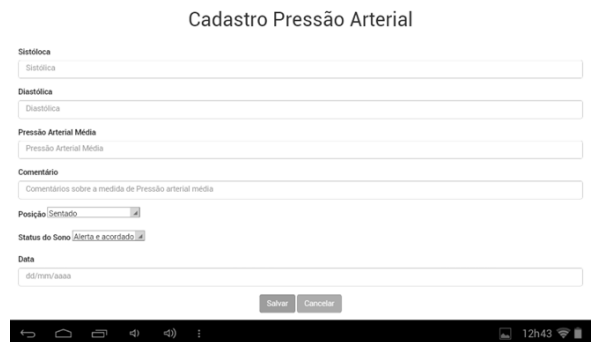 Cadastro Pressão Arterial
Sistóloca
Sistólica
Diastólica
Diastólica
Pressão Arterial Média
Pressão Arterial Média
Comentário
Comentários sobre a medida de Pressão arterial média
Posição Sentado
Status do Sono Alerta e acordado
Data
dd/mm/aaaa
Salvar Cancelar
12h43